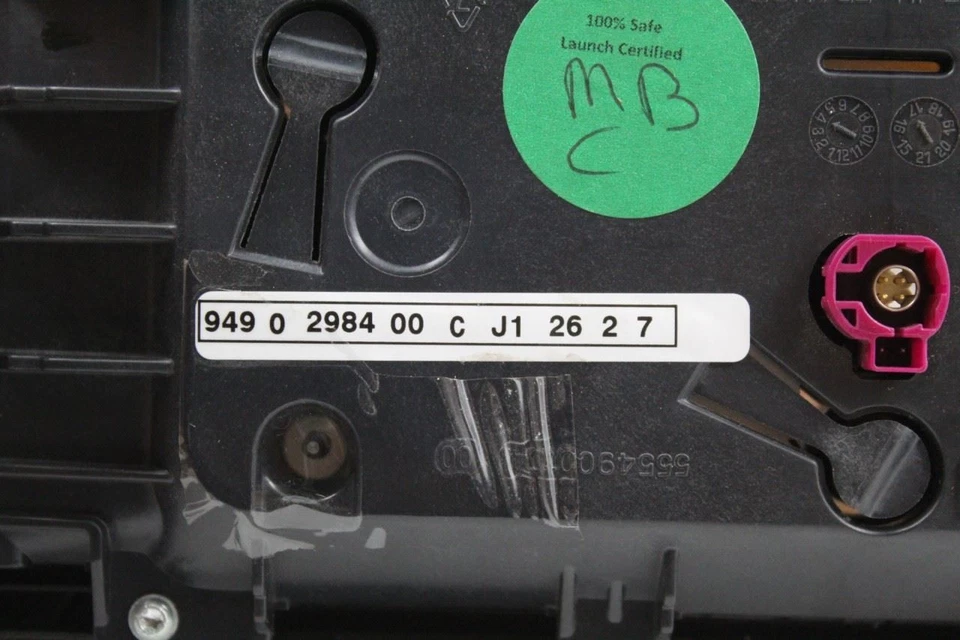 100% Safe
Launch Certified
MB
C
949 0 2984 00 C J1 26 2 7